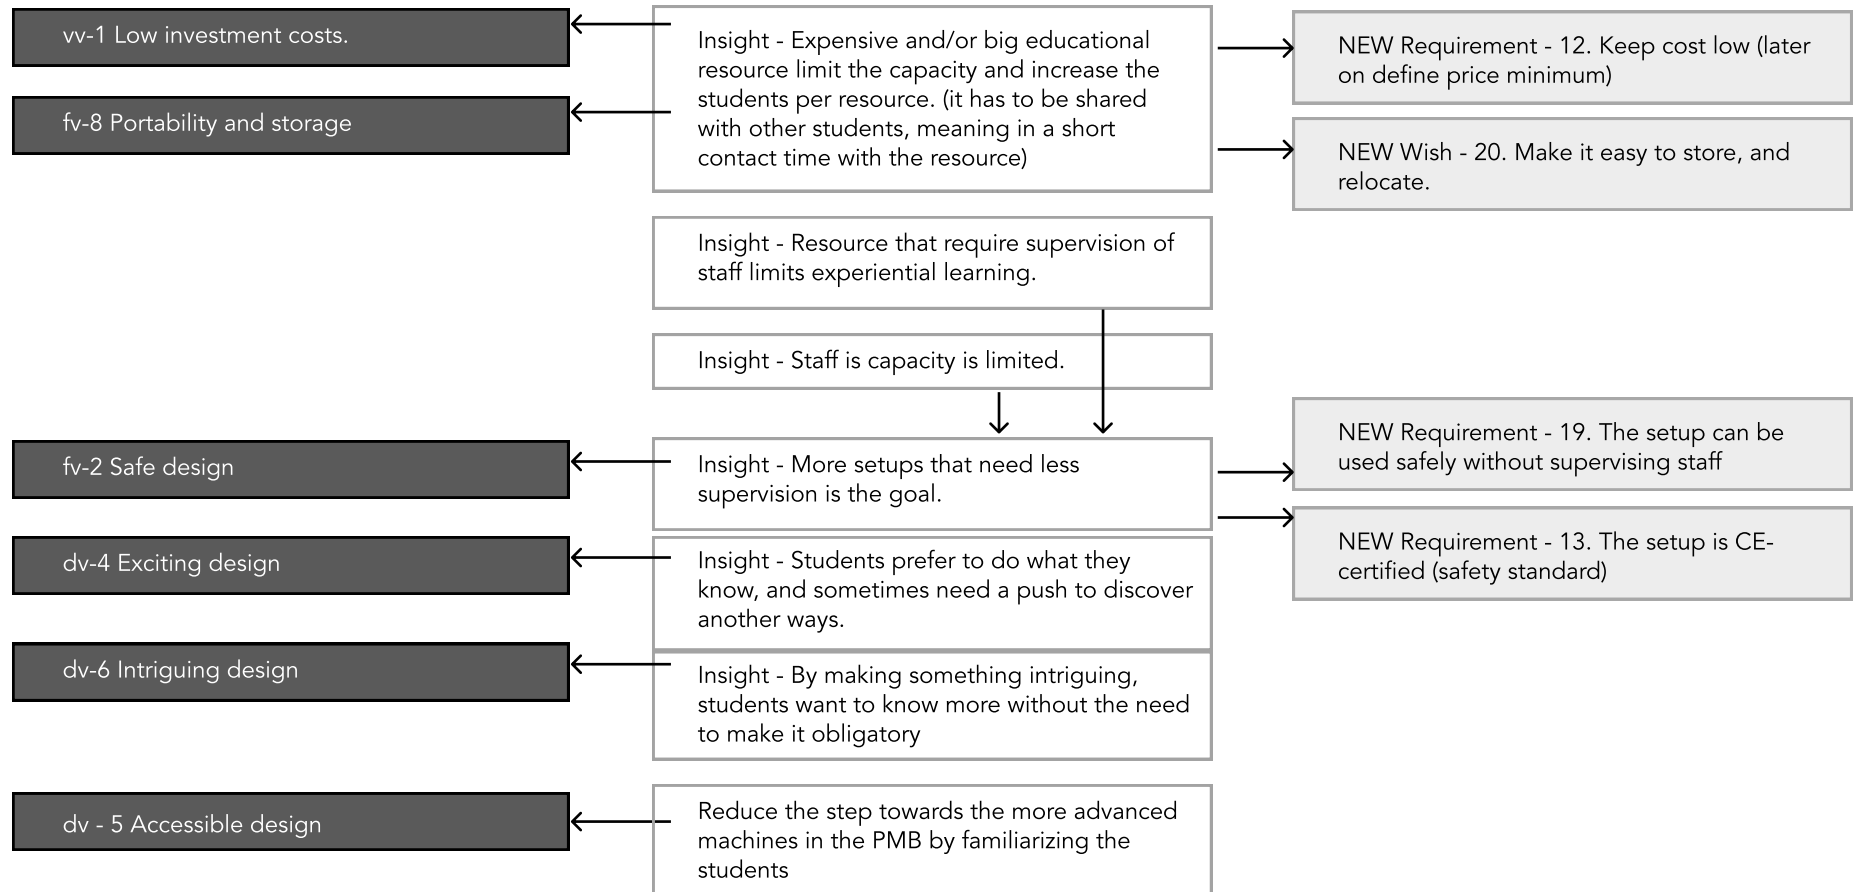 vv-1 Low investment costs.
fv-8 Portability and storage
Insight - Expensive and/or big educational
resource limit the capacity and increase the
students per resource. (it has to be shared
with other students, meaning in a short
contact time with the resource)
NEW Requirement - 12. Keep cost low (later
on define price minimum)
NEW Wish - 20. Make it easy to store, and
relocate.
Insight - Resource that require supervision of
staff limits experiential learning.
Insight - Staff is capacity is limited.
fv-2 Safe design
Insight - More setups that need less
supervision is the goal.
NEW Requirement - 19. The setup can be
used safely without supervising staff
NEW Requirement - 13. The setup is CE-
certified (safety standard)
dv-4 Exciting design
Insight - Students prefer to do what they
know, and sometimes need a push to discover
another ways.
dv-6 Intriguing design
Insight - By making something intriguing,
students want to know more without the need
to make it obligatory
dv - 5 Accessible design
Reduce the step towards the more advanced
machines in the PMB by familiarizing the
students